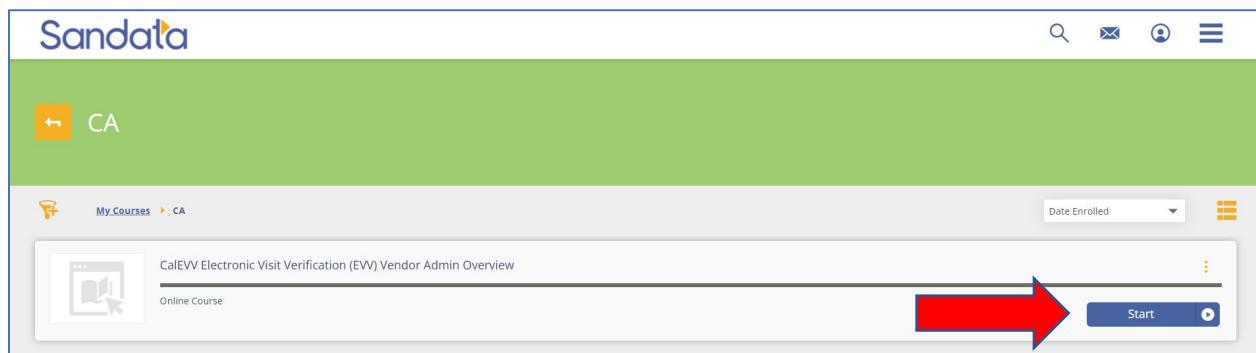 Sandata
CA
My Courses CA
Date Enrolled
CalEVV Electronic Visit Verification (EVV) Vendor Admin Overview
Online Course
Start